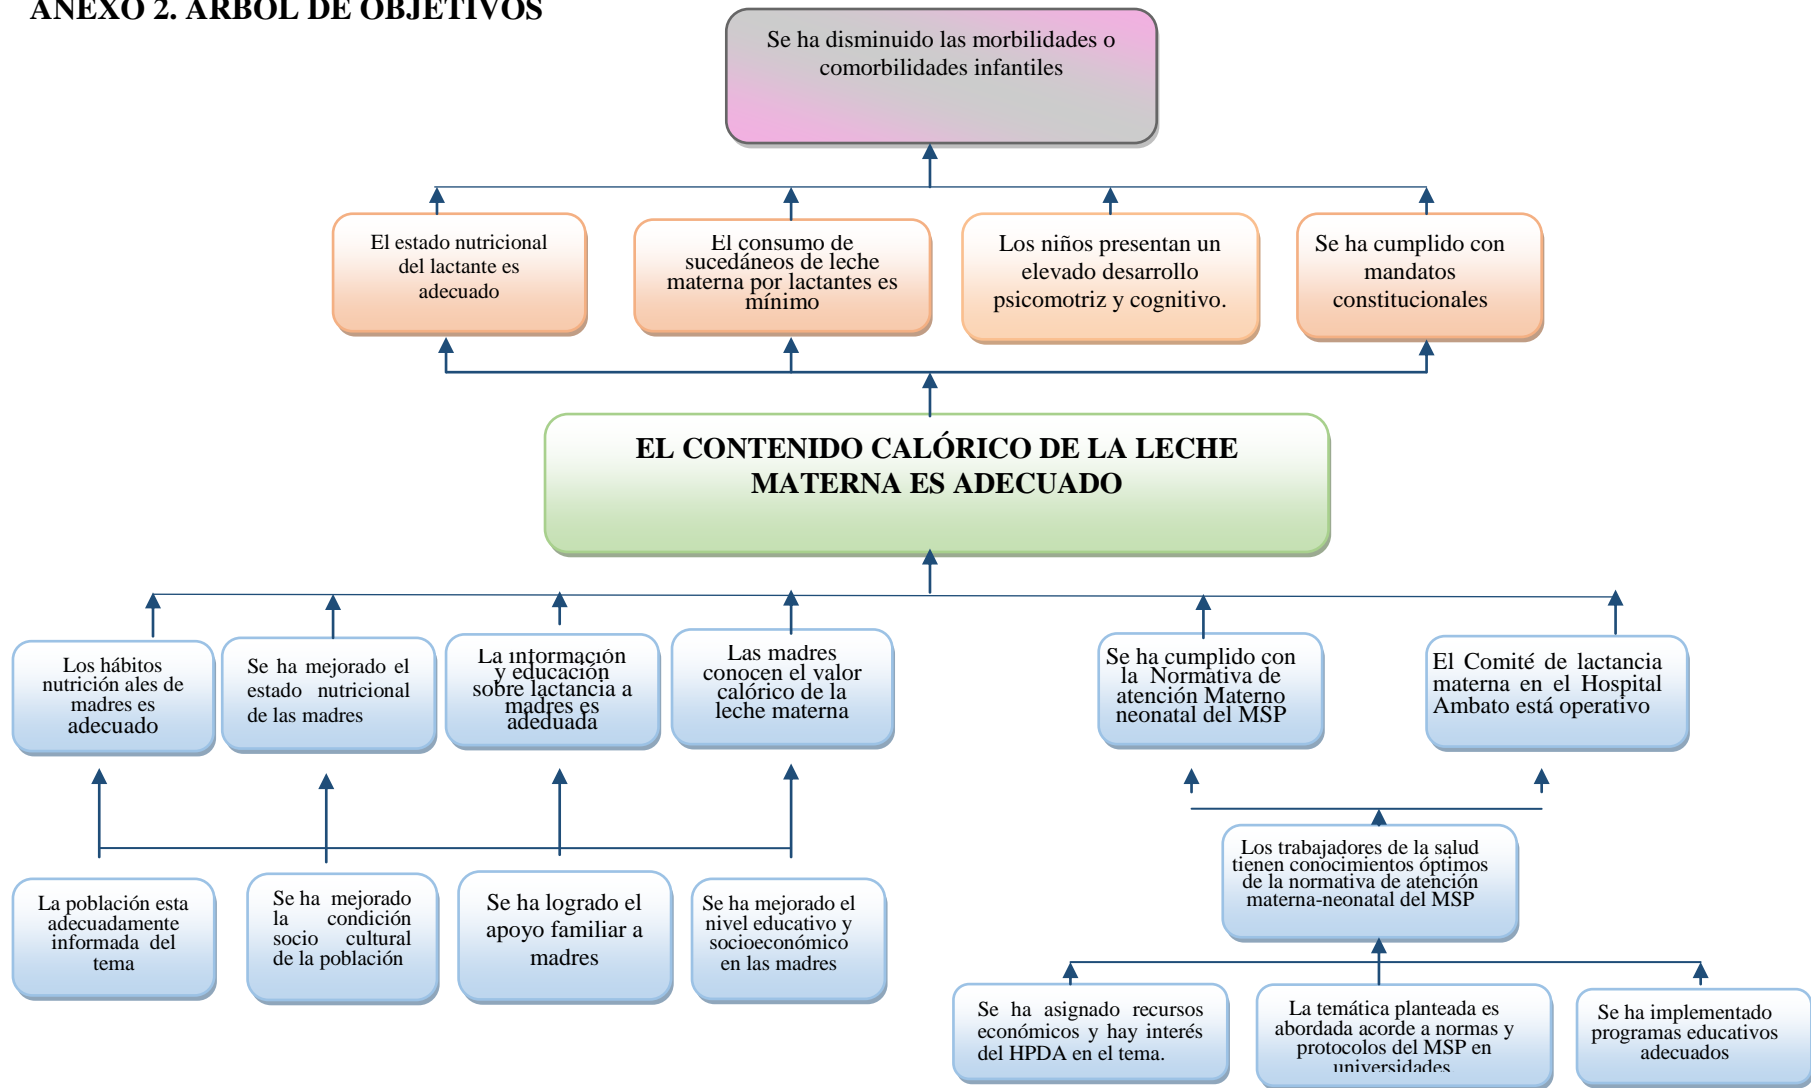 ANEXO 2. ARBOL DE OBJETIVOS
Se ha disminuido las morbilidades o
comorbilidades infantiles
El estado nutricional
del lactante es
adecuado
El consumo de
sucedáneos de leche
materna por lactantes es
mínimo
Los niños presentan un
elevado desarrollo
psicomotriz y cognitivo.
Se ha cumplido con
mandatos
constitucionales
EL CONTENIDO CALÓRICO DE LA LECHE
MATERNA ES ADECUADO
Los hábitos
nutrición ales de
madres es
adecuado
Se ha mejorado el
estado nutricional
de las madres
La información
y educación
sobre lactancia a
madres es
adeduada
Las madres
conocen el valor
calórico de la
leche materna
Se ha cumplido con
la Normativa de
atención Materno
neonatal del MSP
El Comité de lactancia
materna en el Hospital
Ambato está operativo
Los trabajadores de la salud
tienen conocimientos óptimos
de la normativa de atención
materna-neonatal del MSP
La población esta
adecuadamente
informada del
tema
Se ha mejorado
la condición
socio cultural
de la población
Se ha logrado el
apoyo familiar a
madres
Se ha mejorado el
nivel educativo y
socioeconómico
en las madres
Se ha asignado recursos
económicos y hay interés
del HPDA en el tema.
La temática planteada es
abordada acorde a normas y
protocolos del MSP en
universidades
Se ha implementado
programas educativos
adecuados